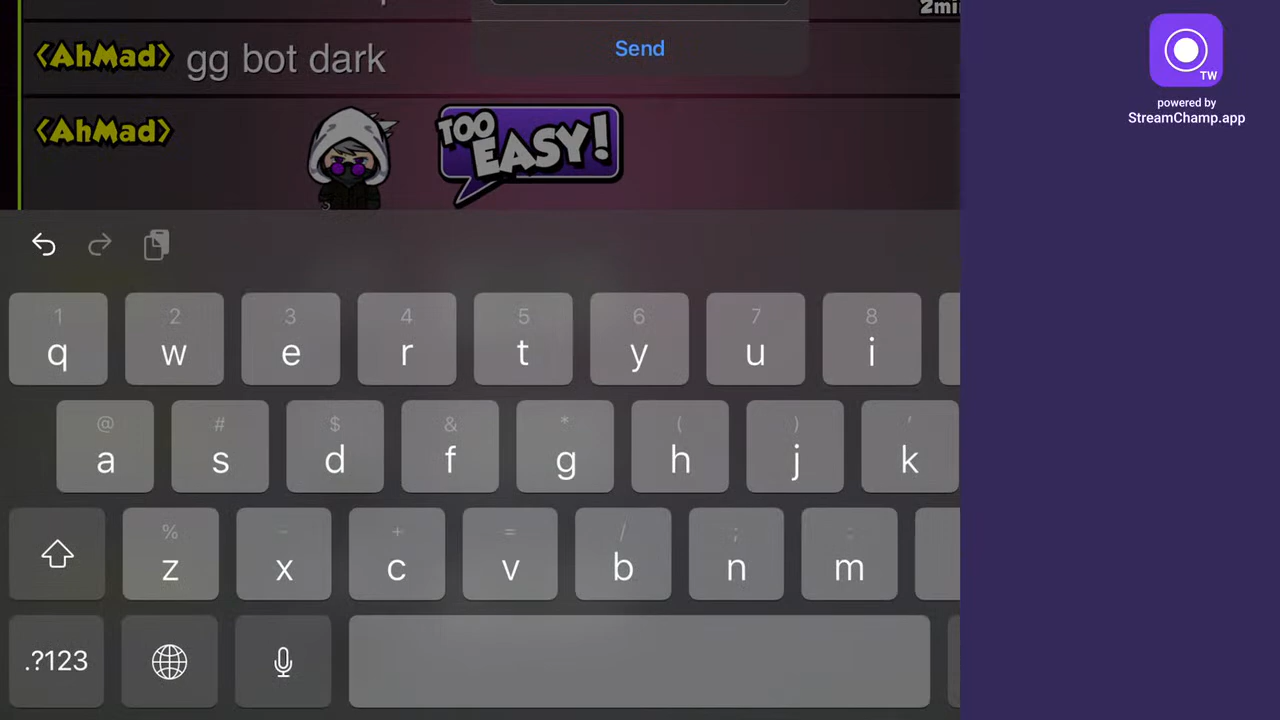 2mi
<AhMad> gg bot dark
Send
<AhMad>
TOO
EASY!
TW
powered by
StreamChamp.app
1 2 3 4 5 6 7 8
q w e r t y u i
@ # $ & * ( ) '
a s d f g h j k
% - + = / ; :
z x c v b n m
.?123